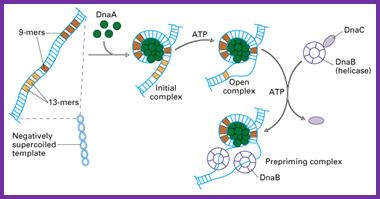 9-mers
13-mers
Negatively
supercoiled
template
DnaA
Initial
complex
ATP
Open
complex
ATP
DnaC
DnaB
(helicase)
Prepriming complex
DnaB